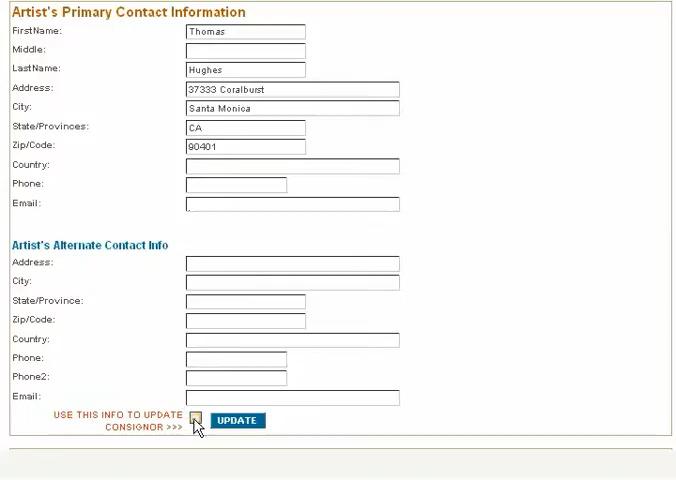 Artist's Primary Contact Information
FirstName: Thomas
Middle:
LastName: Hughes
Address: 37333 Coralburst
City: Santa Monica
State/Provinces: CA
Zip/Code: 90401
Country:
Phone:
Email:
Artist's Alternate Contact Info
Address:
City:
State/Province:
Zip/Code:
Country:
Phone:
Phone2:
Email:
USE THIS INFO TO UPDATE
CONSIGNOR >>> UPDATE